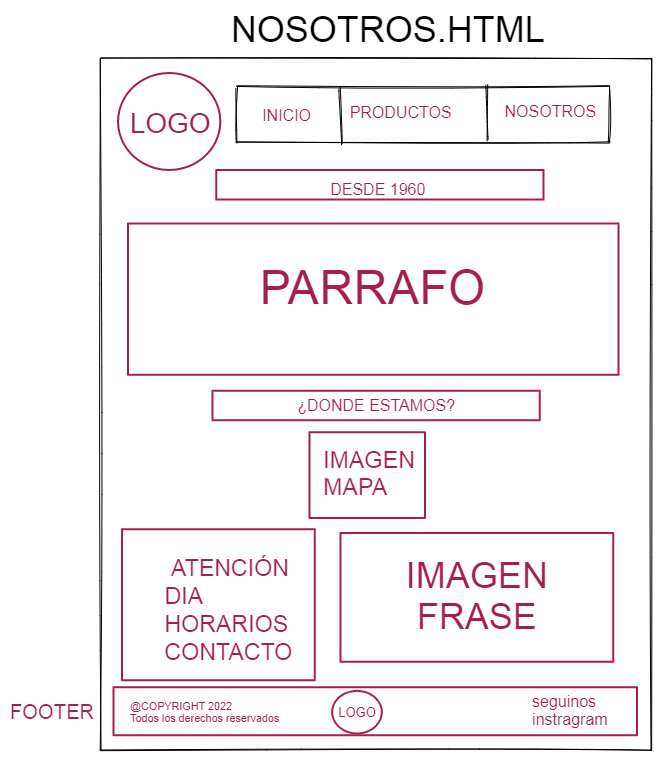 NOSOTROS.HTML
LOGO
INICIO
PRODUCTOS
NOSOTROS
DESDE 1960
PARRAFO
¿DONDE ESTAMOS?
IMAGEN
MAPA
ATENCIÓN
DIA
HORARIOS
CONTACTO
IMAGEN
FRASE
FOOTER
@COPYRIGHT 2022
Todos los derechos reservados
LOGO
seguinos
instragram